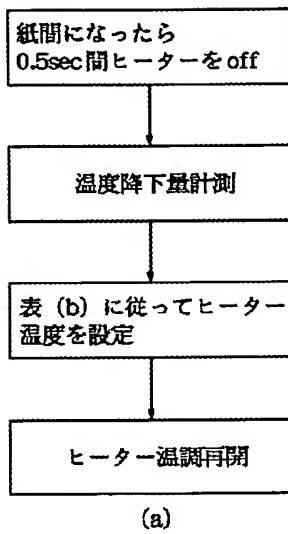 紙間になったら
0.5sec間ヒーターをoff
温度降下量計測
表（b）に従ってヒーター
温度を設定
ヒーター温調再開
(a)